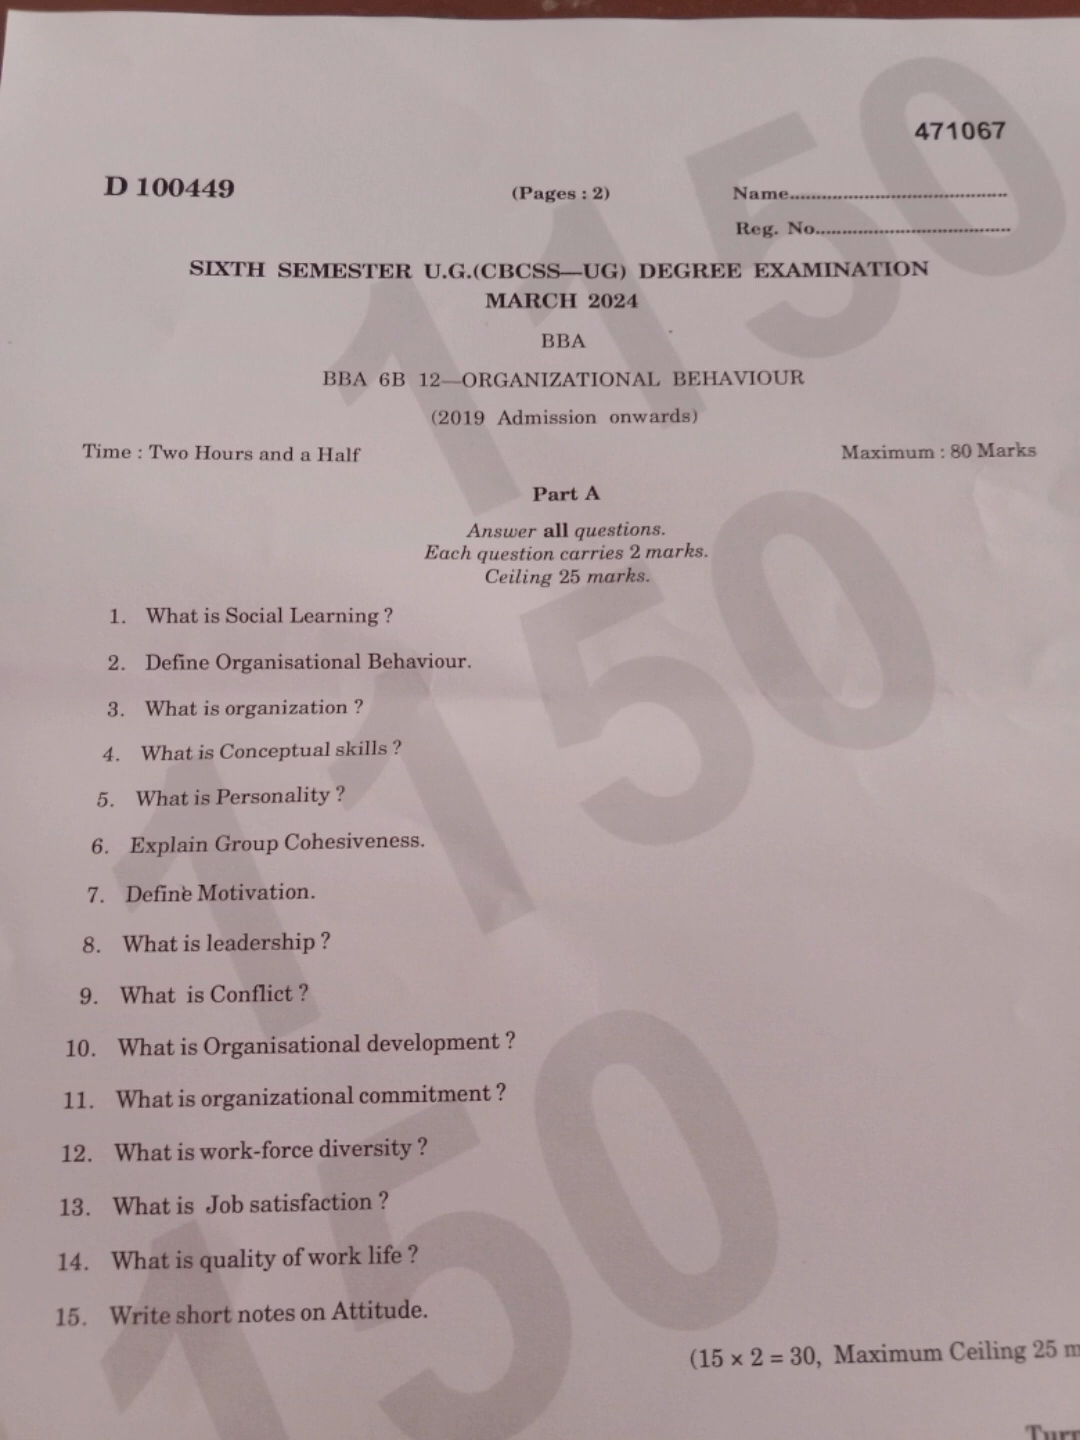 471067
D 100449
(Pages : 2)
Name
Reg. No.
SIXTH SEMESTER U.G.(CBCSS—UG) DEGREE EXAMINATION
MARCH 2024
BBA
BBA 6B 12—ORGANIZATIONAL BEHAVIOUR
(2019 Admission onwards)
Time : Two Hours and a Half
Maximum : 80 Marks
Part A
Answer all questions.
Each question carries 2 marks.
Ceiling 25 marks.
1. What is Social Learning ?
2. Define Organisational Behaviour.
3. What is organization ?
4. What is Conceptual skills ?
5. What is Personality ?
6. Explain Group Cohesiveness.
7. Define Motivation.
8. What is leadership ?
9. What is Conflict ?
10. What is Organisational development ?
11. What is organizational commitment ?
12. What is work-force diversity ?
13. What is Job satisfaction ?
14. What is quality of work life ?
15. Write short notes on Attitude.
(15 × 2 = 30, Maximum Ceiling 25 m
Turn
1150
1150
150